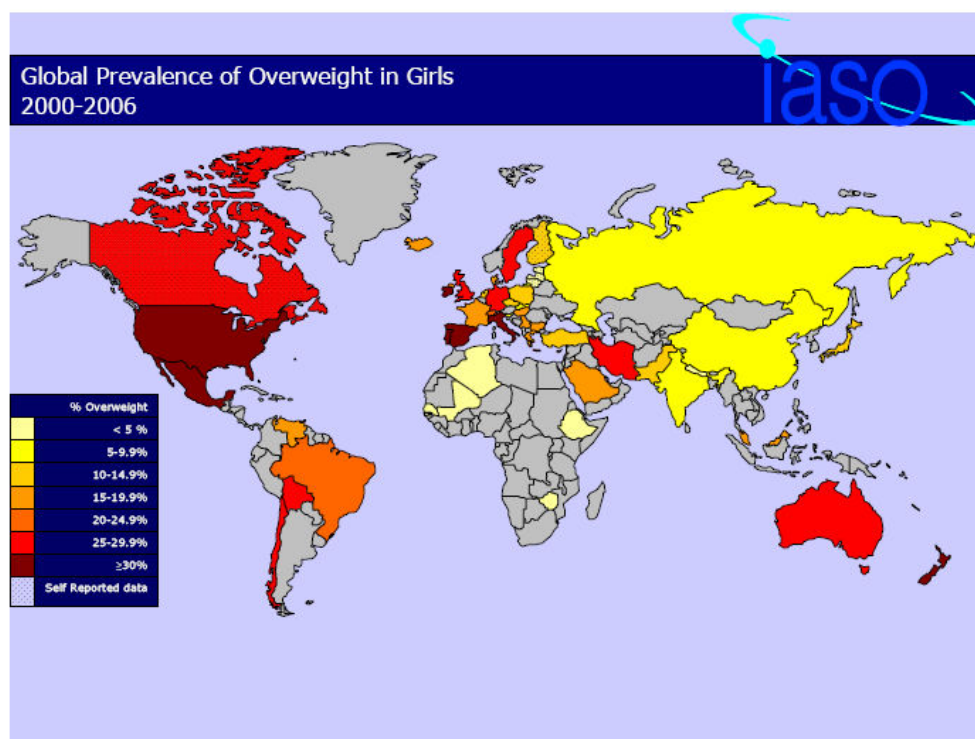 Global Prevalence of Overweight in Girls
2000-2006
iaso
% Overweight
< 5 %
5-9.9%
10-14.9%
15-19.9%
20-24.9%
25-29.9%
≥30%
Self Reported data